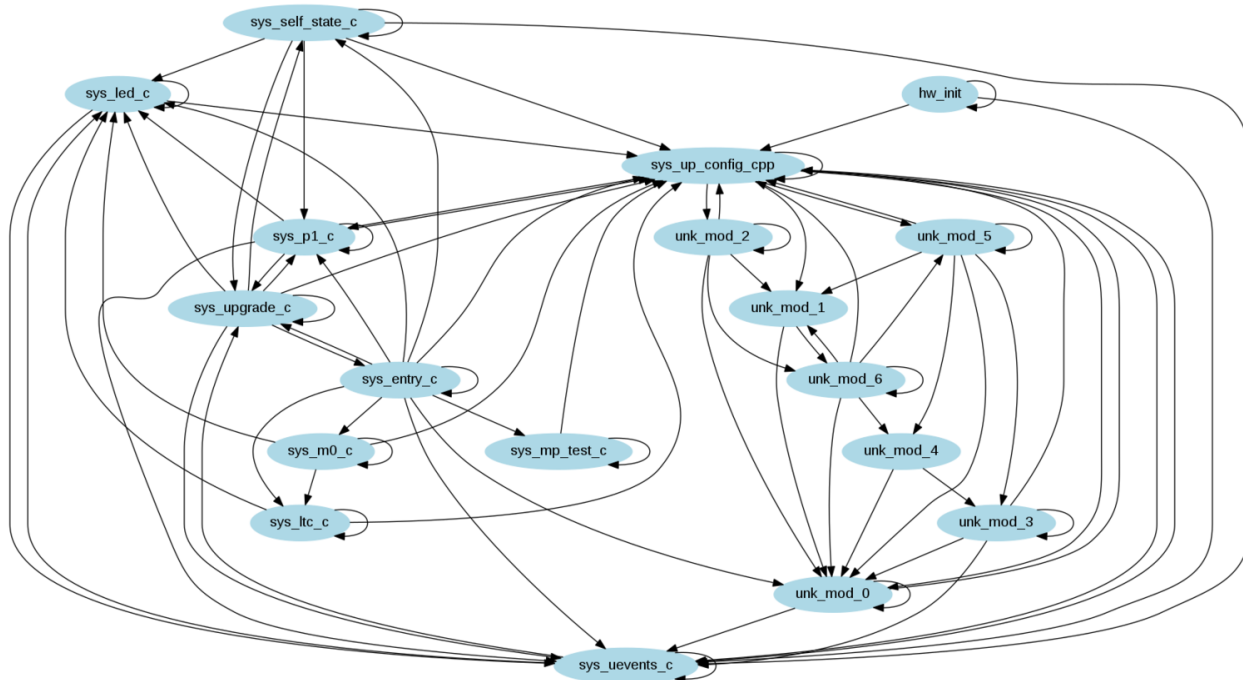 sys_self_state_c
sys_led_c
hw_init
sys_up_config_cpp
sys_p1_c
unk_mod_2
unk_mod_5
sys_upgrade_c
unk_mod_1
sys_entry_c
unk_mod_6
sys_m0_c
sys_mp_test_c
unk_mod_4
sys_ltc_c
unk_mod_3
unk_mod_0
sys_uevents_c